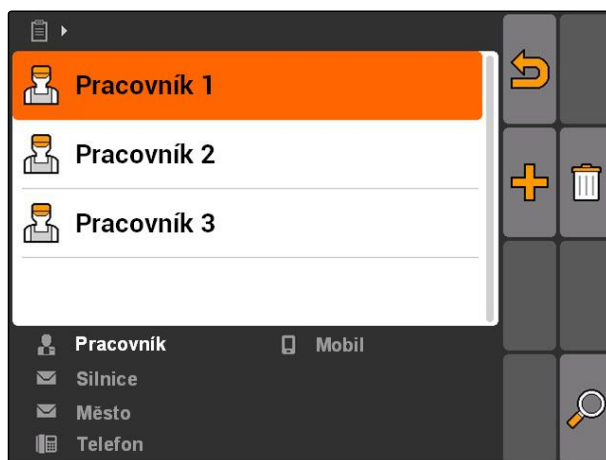 Pracovník 1
Pracovník 2
Pracovník 3
Pracovník Mobil
Silnice
Město
Telefon